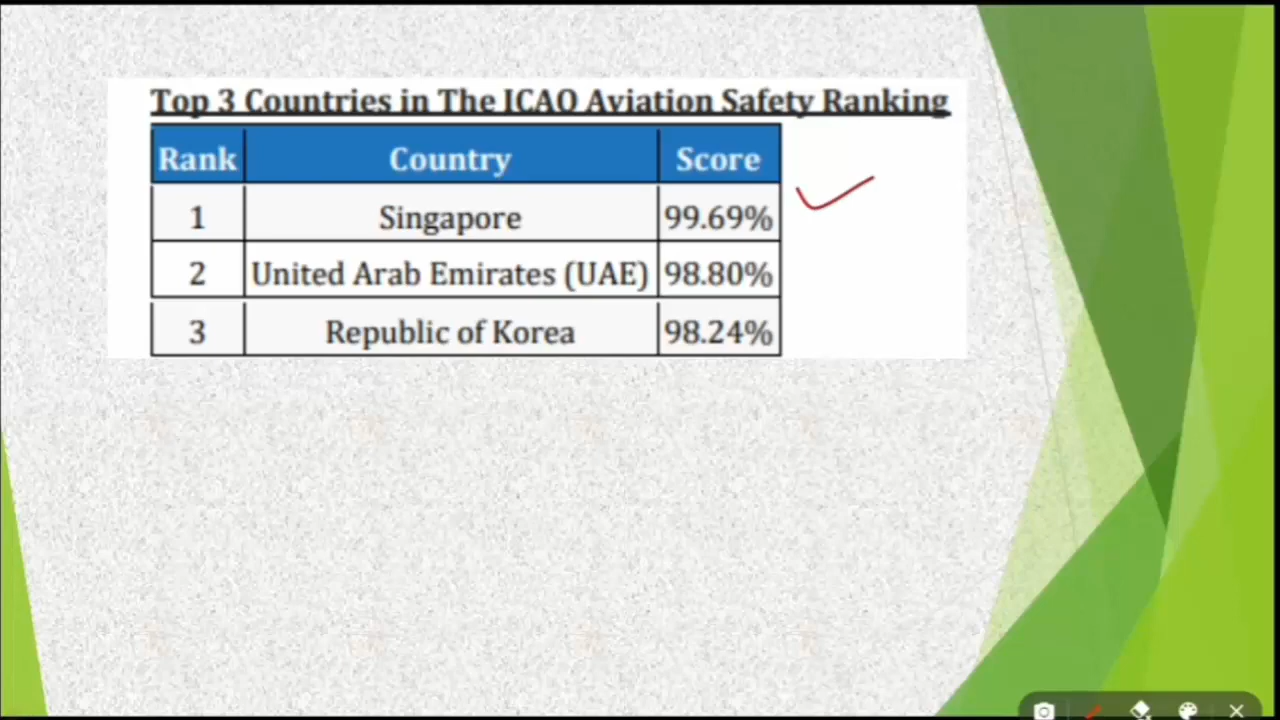 Top 3 Countries in The ICAO Aviation Safety Ranking
Rank Country Score
1 Singapore 99.69%
2 United Arab Emirates (UAE) 98.80%
3 Republic of Korea 98.24%